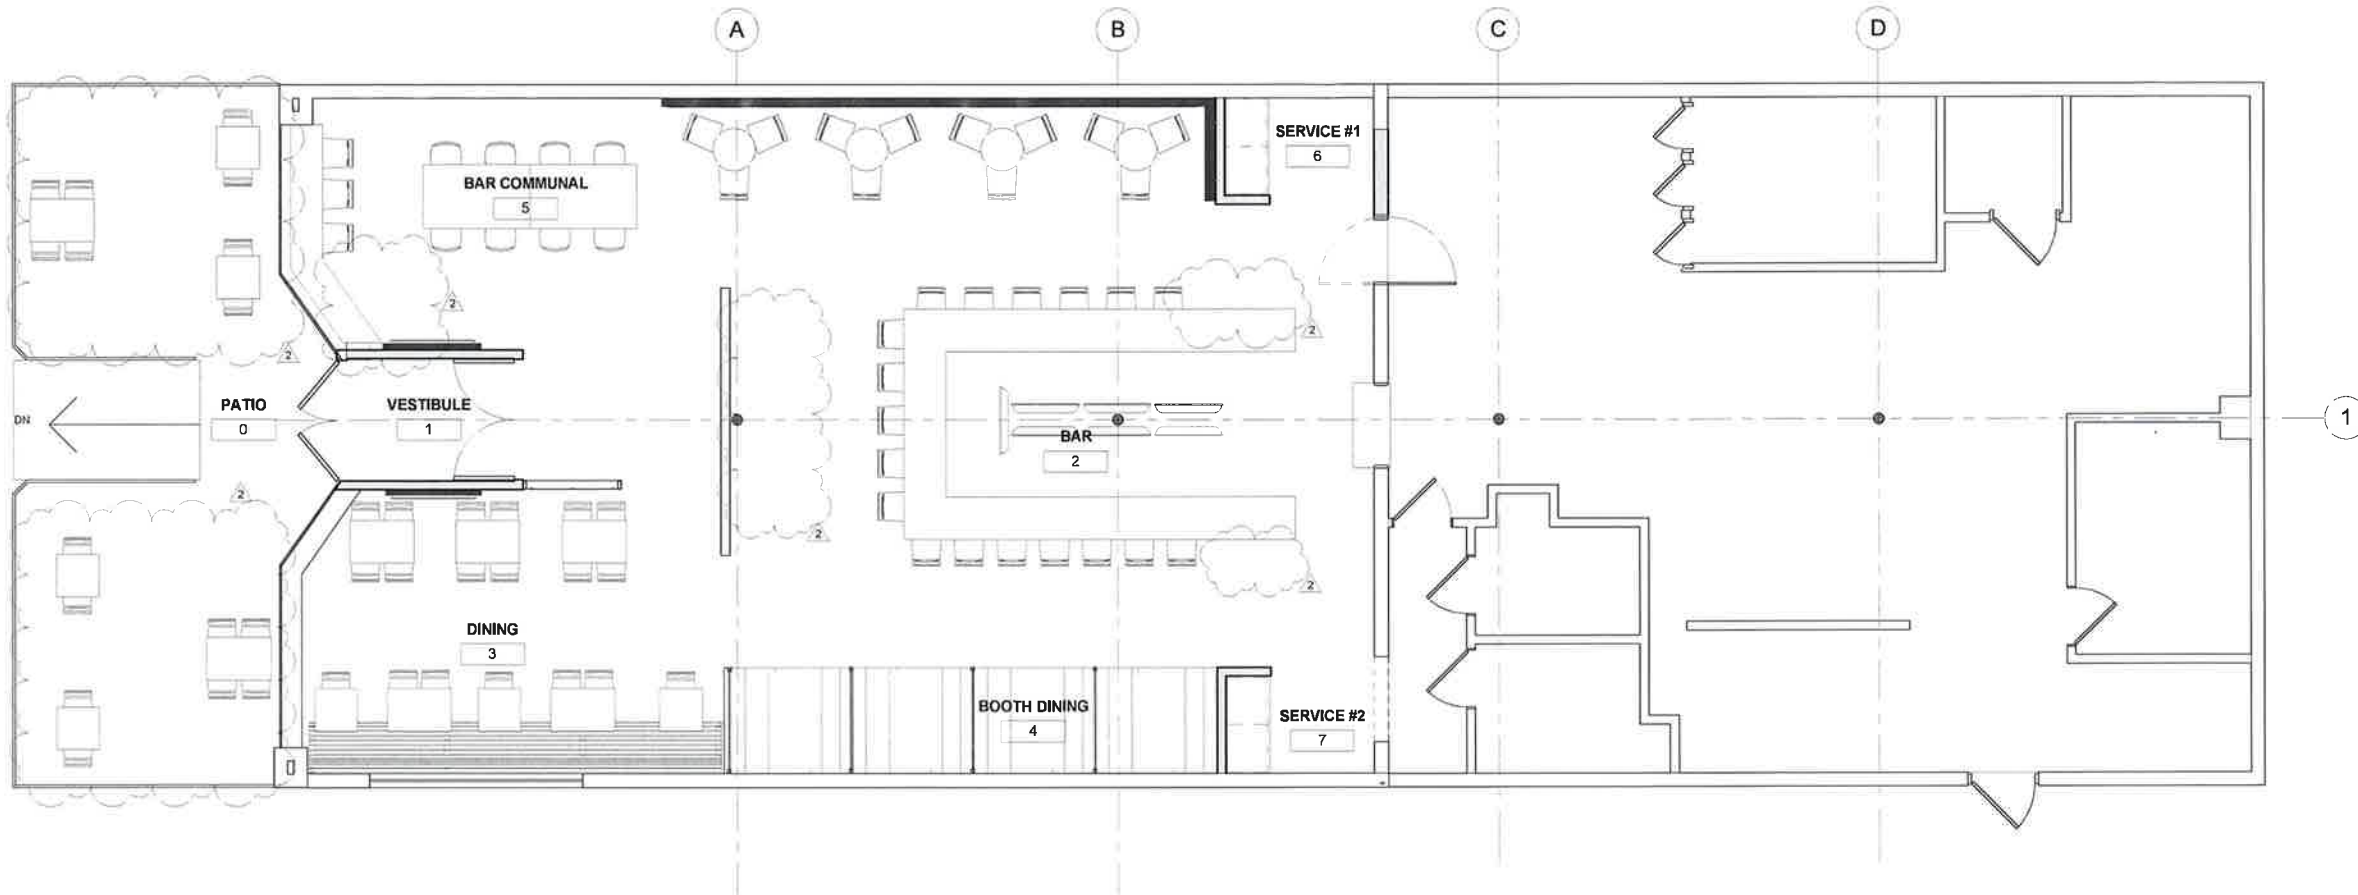 A
B
C
D
SERVICE #1
6
BAR COMMUNAL
5
2
2
2
1
DN
PATIO
0
VESTIBULE
1
BAR
2
2
2
2
DINING
3
BOOTH DINING
4
SERVICE #2
7